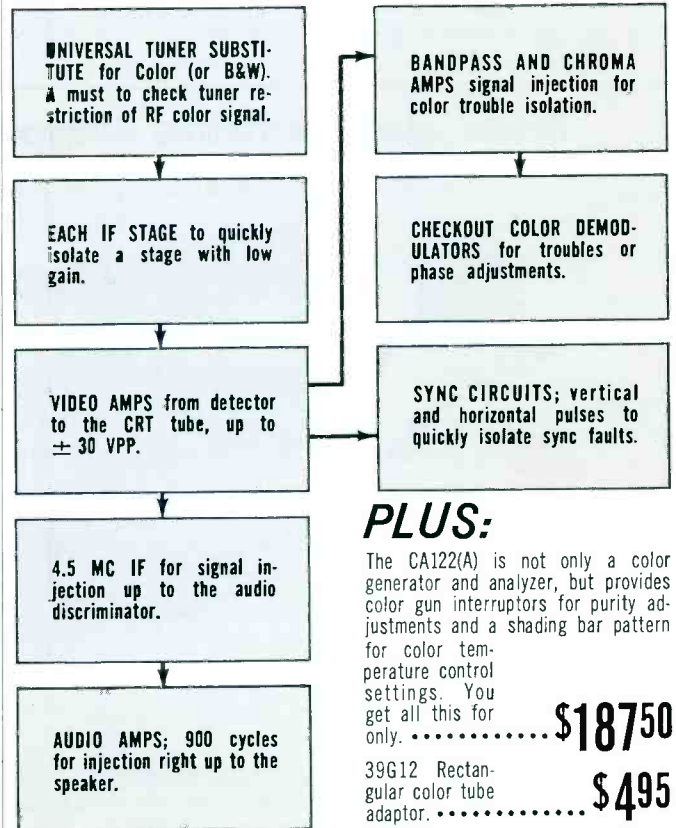 UNIVERSAL TUNER SUBSTI-
TUTE for Color (or B&W).
A must to check tuner re-
striction of RF color signal.
EACH IF STAGE to quickly
isolate a stage with low
gain.
VIDEO AMPS from detector
to the CRT tube, up to
± 30 VPP.
4.5 MC IF for signal in-
jection up to the audio
discriminator.
AUDIO AMPS; 900 cycles
for injection right up to the
speaker.
BANDPASS AND CHROMA
AMPS signal injection for
color trouble isolation.
CHECKOUT COLOR DEMOD-
ULATORS for troubles or
phase adjustments.
SYNC CIRCUITS; vertical
and horizontal pulses to
quickly isolate sync faults.
PLUS:
The CA122(A) is not only a color
generator and analyzer, but provides
color gun interruptors for purity ad-
justments and a shading bar pattern
for color tem-
perature control
settings. You
get all this for
only. ............. $18750
39G12 Rectan-
gular color tube
adaptor. ............... $495